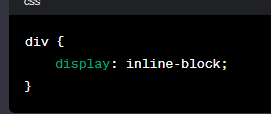 css
div {
    display: inline-block;
}